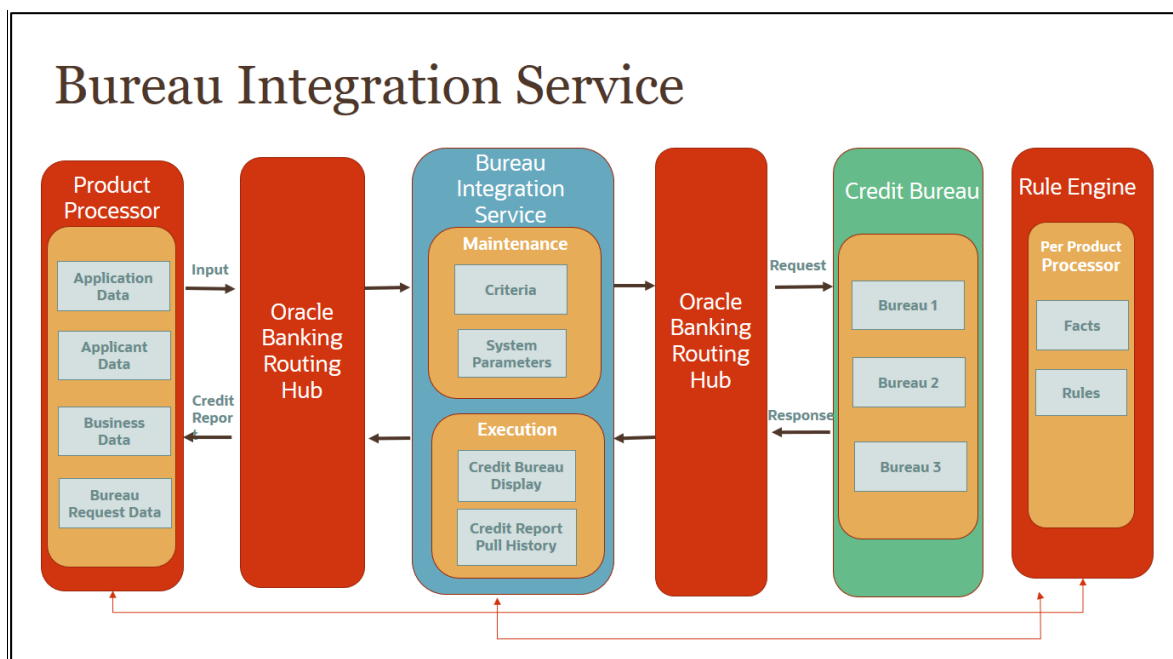 Bureau Integration Service
Product
Processor
Application
Data
Applicant
Data
Business
Data
Bureau
Request Data
Input
Credit
Repor
t
Oracle
Banking
Routing
Hub
Bureau
Integration
Service
Maintenance
Criteria
System
Parameters
Execution
Credit Bureau
Display
Credit Report
Pull History
Oracle
Banking
Routing
Hub
Request
Response
Credit Bureau
Bureau 1
Bureau 2
Bureau 3
Rule Engine
Per Product
Processor
Facts
Rules